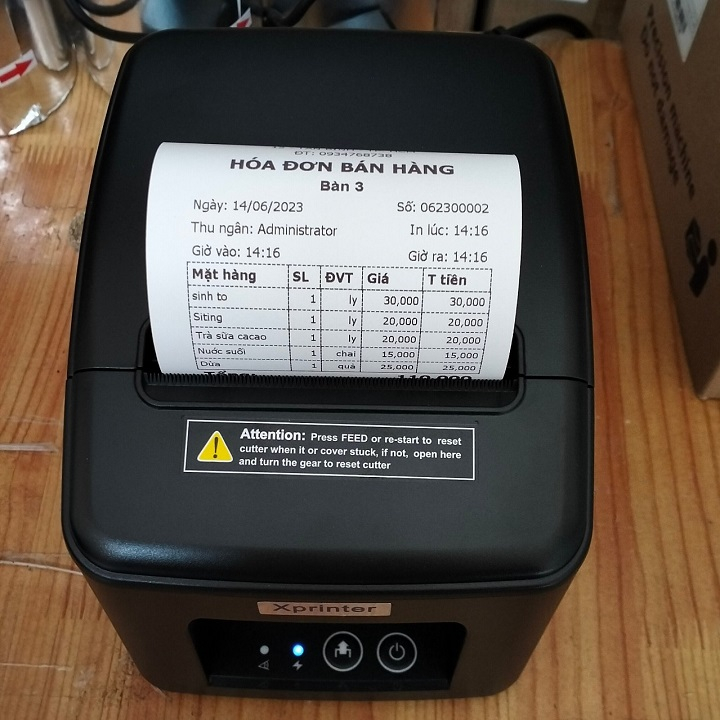 ĐT: 0934768738
HÓA ĐƠN BÁN HÀNG
Bàn 3
Ngày: 14/06/2023 Số: 062300002
Thu ngân: Administrator In lúc: 14:16
Giờ vào: 14:16 Giờ ra: 14:16
Mặt hàng SL ĐVT Giá T tiền
sinh to 1 ly 30,000 30,000
Siting 1 ly 20,000 20,000
Trà sữa cacao 1 ly 20,000 20,000
Nước suối 1 chai 15,000 15,000
Dừa 1 quả 25,000 25,000
Tổng: 110,000
Attention: Press FEED or re-start to reset
cutter when it or cover stuck, if not, open here
and turn the gear to reset cutter
Xprinter